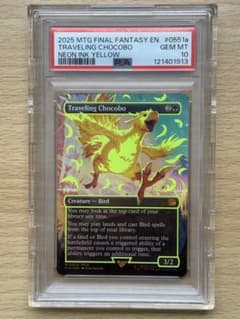 2025 MTG FINAL FANTASY EN #0551a
TRAVELING CHOCOBO GEM MT
NEON INK YELLOW 10
PSA 121401913
Traveling Chocobo
Creature — Bird
You may look at the top card of your
library any time.
You may play lands and cast Bird spells
from the top of your library.
If a land or Bird you control entering the
battlefield causes a triggered ability of a
permanent you control to trigger, that
ability triggers an additional time.
3/2